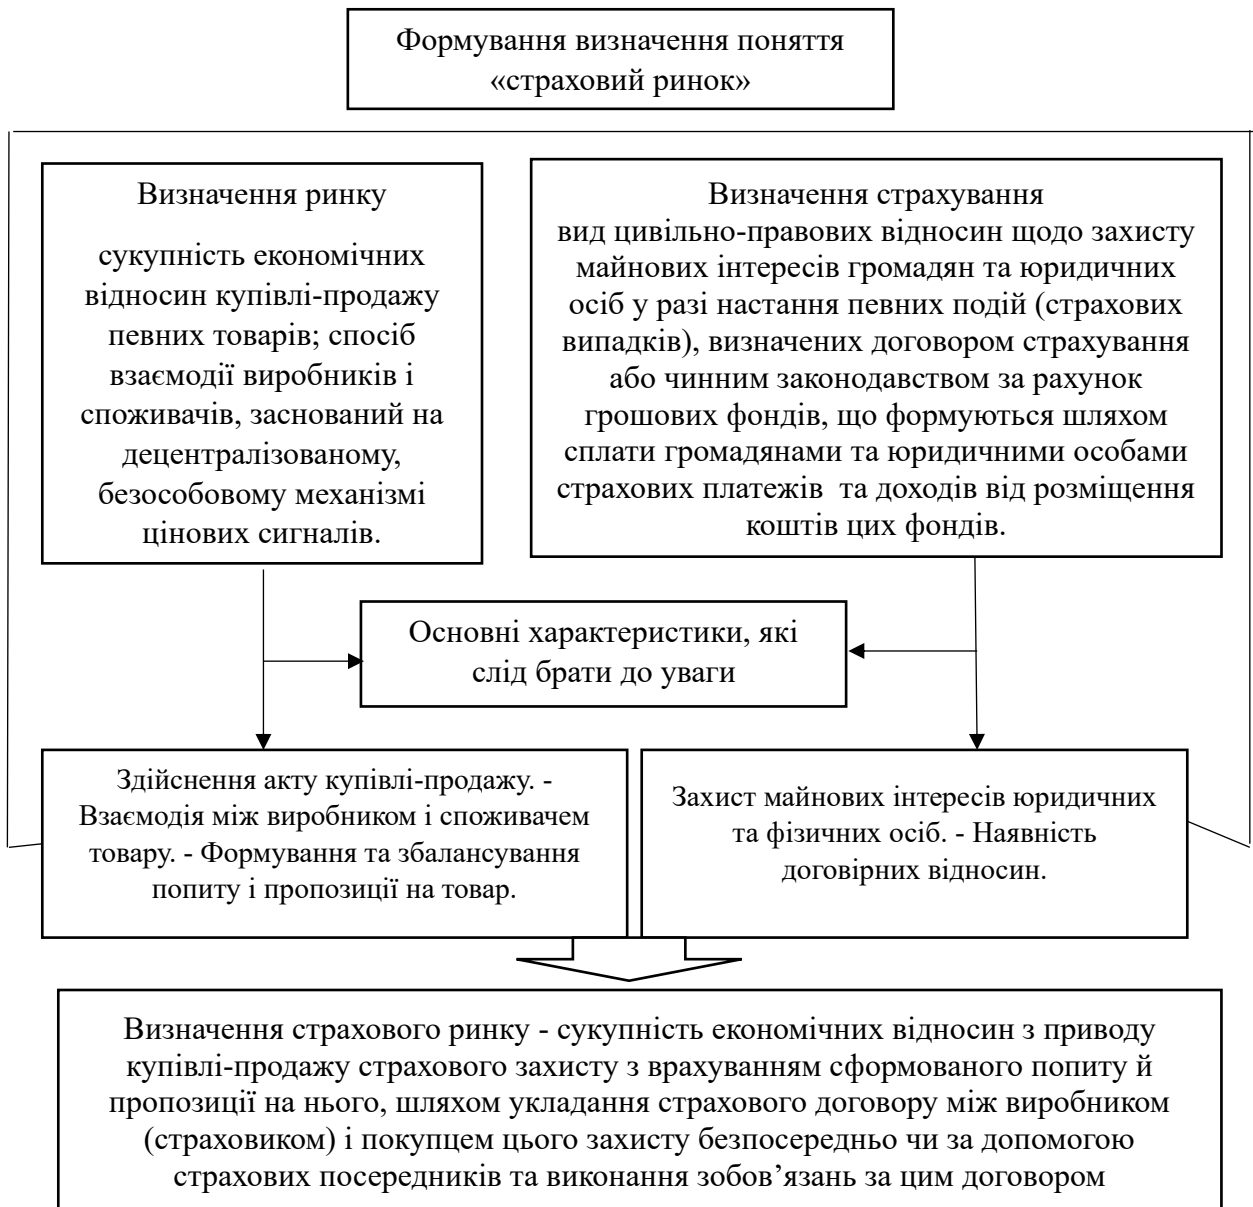 Формування визначення поняття
«страховий ринок»
Визначення ринку
сукупність економічних
відносин купівлі-продажу
певних товарів; спосіб
взаємодії виробників і
споживачів, заснований на
децентралізованому,
безособовому механізмі
цінових сигналів.
Визначення страхування
вид цивільно-правових відносин щодо захисту
майнових інтересів громадян та юридичних
осіб у разі настання певних подій (страхових
випадків), визначених договором страхування
або чинним законодавством за рахунок
грошових фондів, що формуються шляхом
сплати громадянами та юридичними особами
страхових платежів та доходів від розміщення
коштів цих фондів.
Основні характеристики, які
слід брати до уваги
Здійснення акту купівлі-продажу. -
Взаємодія між виробником і споживачем
товару. - Формування та збалансування
попиту і пропозиції на товар.
Захист майнових інтересів юридичних
та фізичних осіб. - Наявність
договірних відносин.
Визначення страхового ринку - сукупність економічних відносин з приводу
купівлі-продажу страхового захисту з врахуванням сформованого попиту й
пропозиції на нього, шляхом укладання страхового договору між виробником
(страховиком) і покупцем цього захисту безпосередньо чи за допомогою
страхових посередників та виконання зобов’язань за цим договором